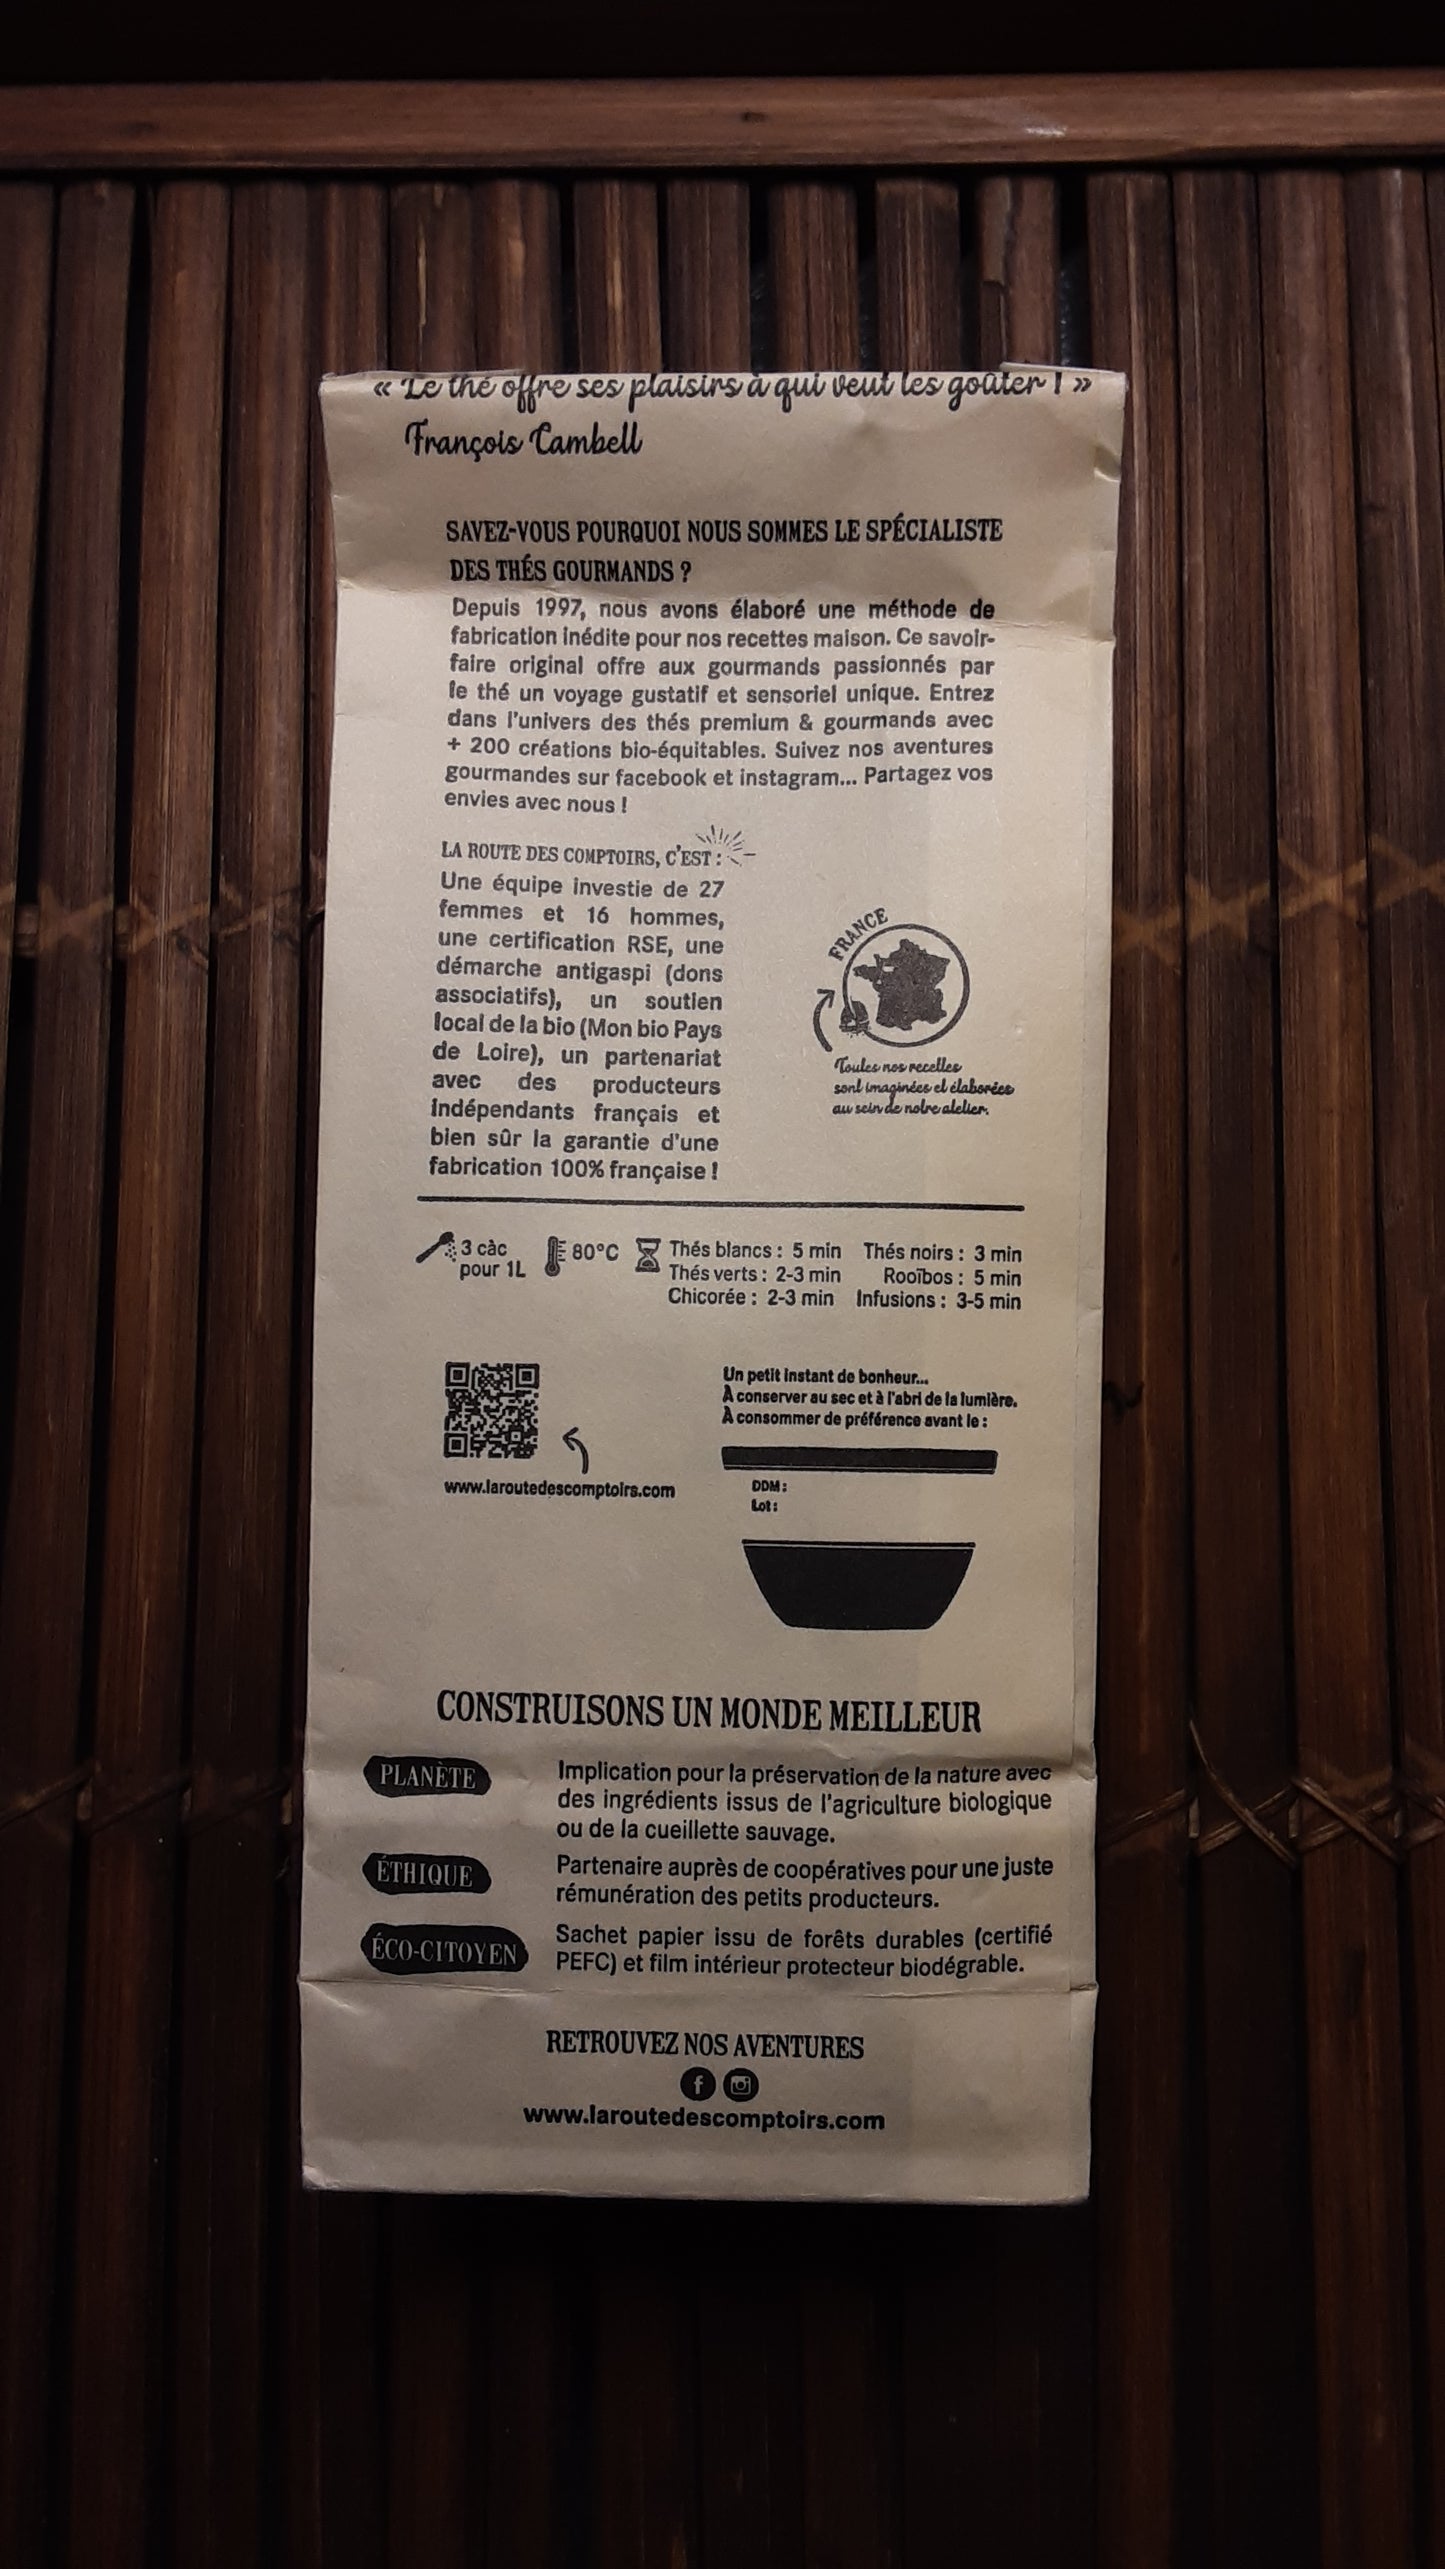 « Le thé offre ses plaisirs à qui veut les goûter ! »
François Cambell
SAVEZ-VOUS POURQUOI NOUS SOMMES LE SPÉCIALISTE
DES THÉS GOURMANDS ?
Depuis 1997, nous avons élaboré une méthode de
fabrication inédite pour nos recettes maison. Ce savoir-
faire original offre aux gourmands passionnés par
le thé un voyage gustatif et sensoriel unique. Entrez
dans l'univers des thés premium & gourmands avec
+ 200 créations bio-équitables. Suivez nos aventures
gourmandes sur facebook et instagram... Partagez vos
envies avec nous !
LA ROUTE DES COMPTOIRS, C'EST :
Une équipe investie de 27
femmes et 16 hommes,
une certification RSE, une
démarche antigaspi (dons
associatifs), un soutien
local de la bio (Mon bio Pays
de Loire), un partenariat
avec des producteurs
indépendants français et
bien sûr la garantie d'une
fabrication 100% française !
FRANCE
Toutes nos recettes
sont imaginées et élaborées
au sein de notre atelier.
3 càc
pour 1L
80°C
Thés blancs : 5 min Thés noirs : 3 min
Thés verts : 2-3 min Rooïbos : 5 min
Chicorée : 2-3 min Infusions : 3-5 min
www.laroutedescomptoirs.com
Un petit instant de bonheur...
À conserver au sec et à l'abri de la lumière.
À consommer de préférence avant le :
DDM :
Lot :
CONSTRUISONS UN MONDE MEILLEUR
PLANÈTE
Implication pour la préservation de la nature avec
des ingrédients issus de l'agriculture biologique
ou de la cueillette sauvage.
ÉTHIQUE
Partenaire auprès de coopératives pour une juste
rémunération des petits producteurs.
ÉCO-CITOYEN
Sachet papier issu de forêts durables (certifié
PEFC) et film intérieur protecteur biodégrable.
RETROUVEZ NOS AVENTURES
www.laroutedescomptoirs.com